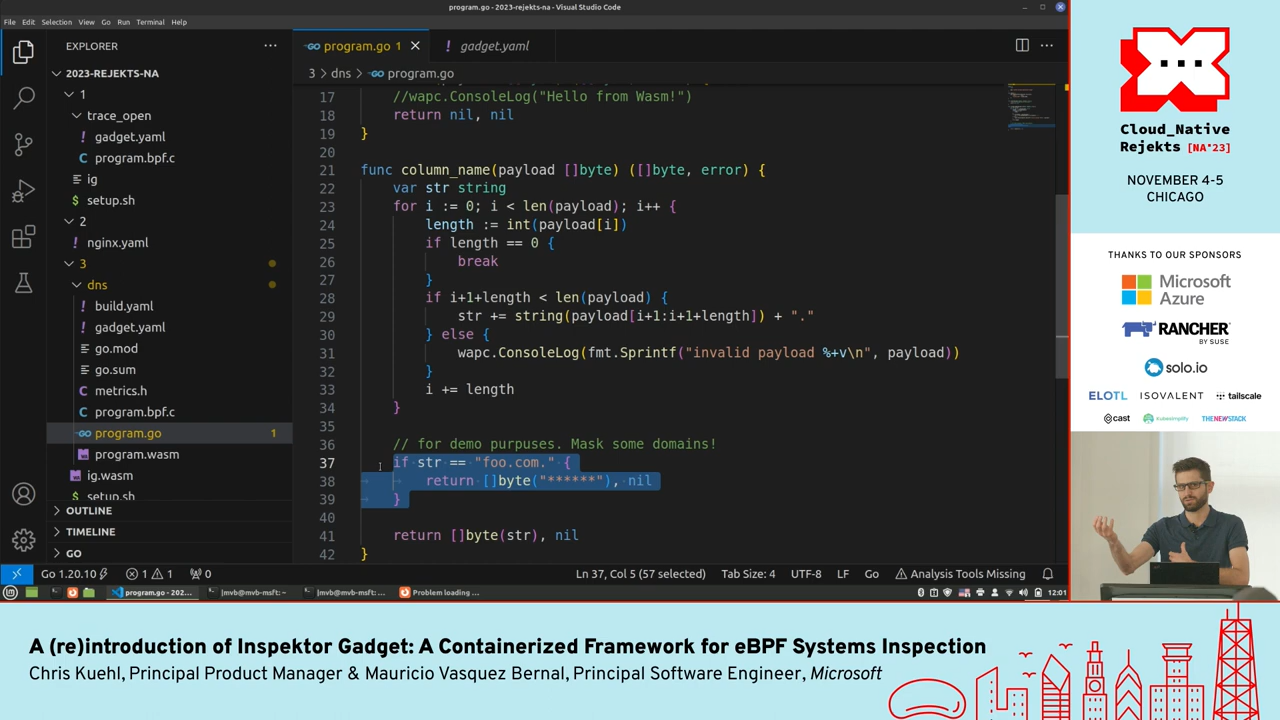 program.go - 2023-rejekts-na - Visual Studio Code
File Edit Selection View Go Run Terminal Help
EXPLORER
2023-REJEKTS-NA
1
trace_open
gadget.yaml
program.bpf.c
ig
setup.sh
2
nginx.yaml
3
dns
build.yaml
gadget.yaml
go.mod
go.sum
metrics.h
program.bpf.c
program.go 1
program.wasm
ig.wasm
setup.sh
OUTLINE
TIMELINE
GO
program.go 1
gadget.yaml
3 > dns > program.go
17 //wapc.ConsoleLog("Hello from Wasm!")
18 return nil, nil
19 }
20
21 func column_name(payload []byte) ([]byte, error) {
22 var str string
23 for i := 0; i < len(payload); i++ {
24 length := int(payload[i])
25 if length == 0 {
26 break
27 }
28 if i+1+length < len(payload) {
29 str += string(payload[i+1:i+1+length]) + "."
30 } else {
31 wapc.ConsoleLog(fmt.Sprintf("invalid payload %+v\n", payload))
32 }
33 i += length
34 }
35
36 // for demo purpuses. Mask some domains!
37 if str == "foo.com." {
38 return []byte("******"), nil
39 }
40
41 return []byte(str), nil
42 }
Go 1.20.10 1 1 0 Ln 37, Col 5 (57 selected) Tab Size: 4 UTF-8 LF Go Analysis Tools Missing
program.go - 202... jmvb@mvb-msft: ~ jmvb@mvb-msft: ... Problem loading ... 12:01
Cloud_Native
Rejekts [NA'23]
NOVEMBER 4-5
CHICAGO
THANKS TO OUR SPONSORS
Microsoft
Azure
RANCHER
BY SUSE
solo.io
ELOTL ISOVALENT tailscale
cast kubesimplify THENEWSTACK
A (re)introduction of Inspektor Gadget: A Containerized Framework for eBPF Systems Inspection
Chris Kuehl, Principal Product Manager & Mauricio Vasquez Bernal, Principal Software Engineer, Microsoft